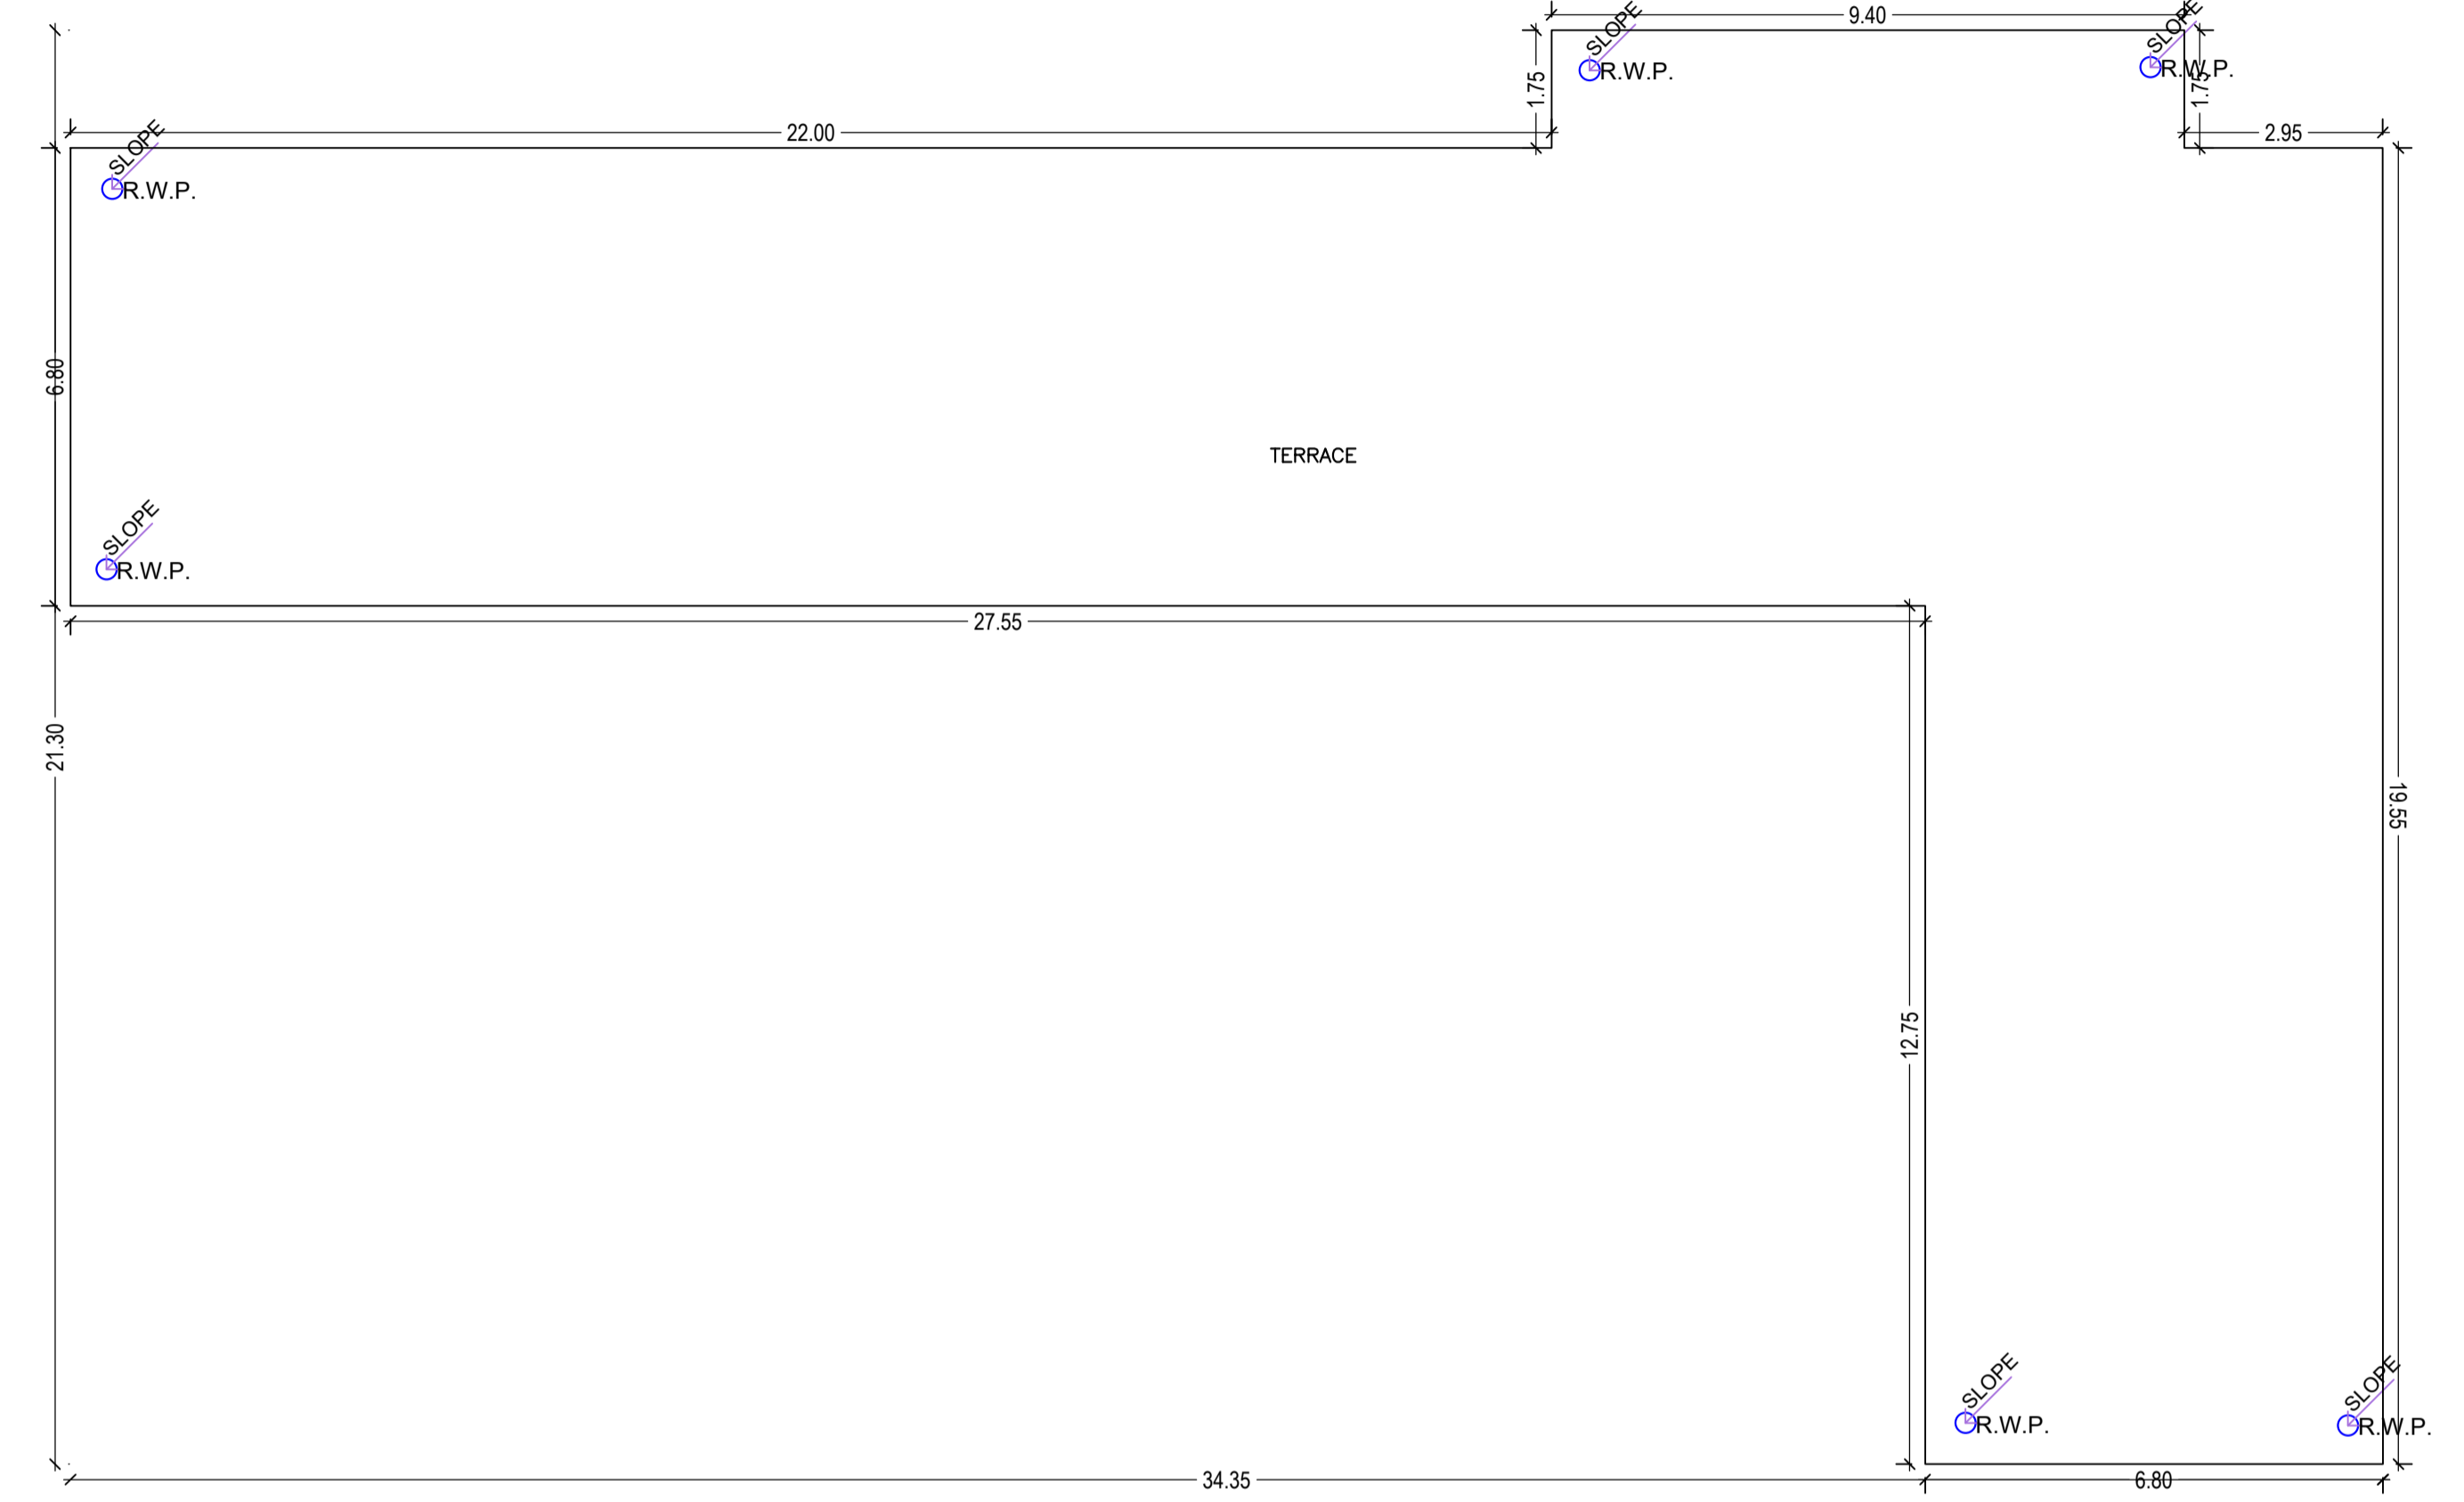 9.40
SLOPE
SLOPE
R.W.P.
R.W.P.
1.75
1.75
22.00
2.95
SLOPE
R.W.P.
6.80
TERRACE
SLOPE
R.W.P.
27.55
21.30
19.55
12.75
SLOPE
SLOPE
R.W.P.
R.W.P.
34.35
6.80